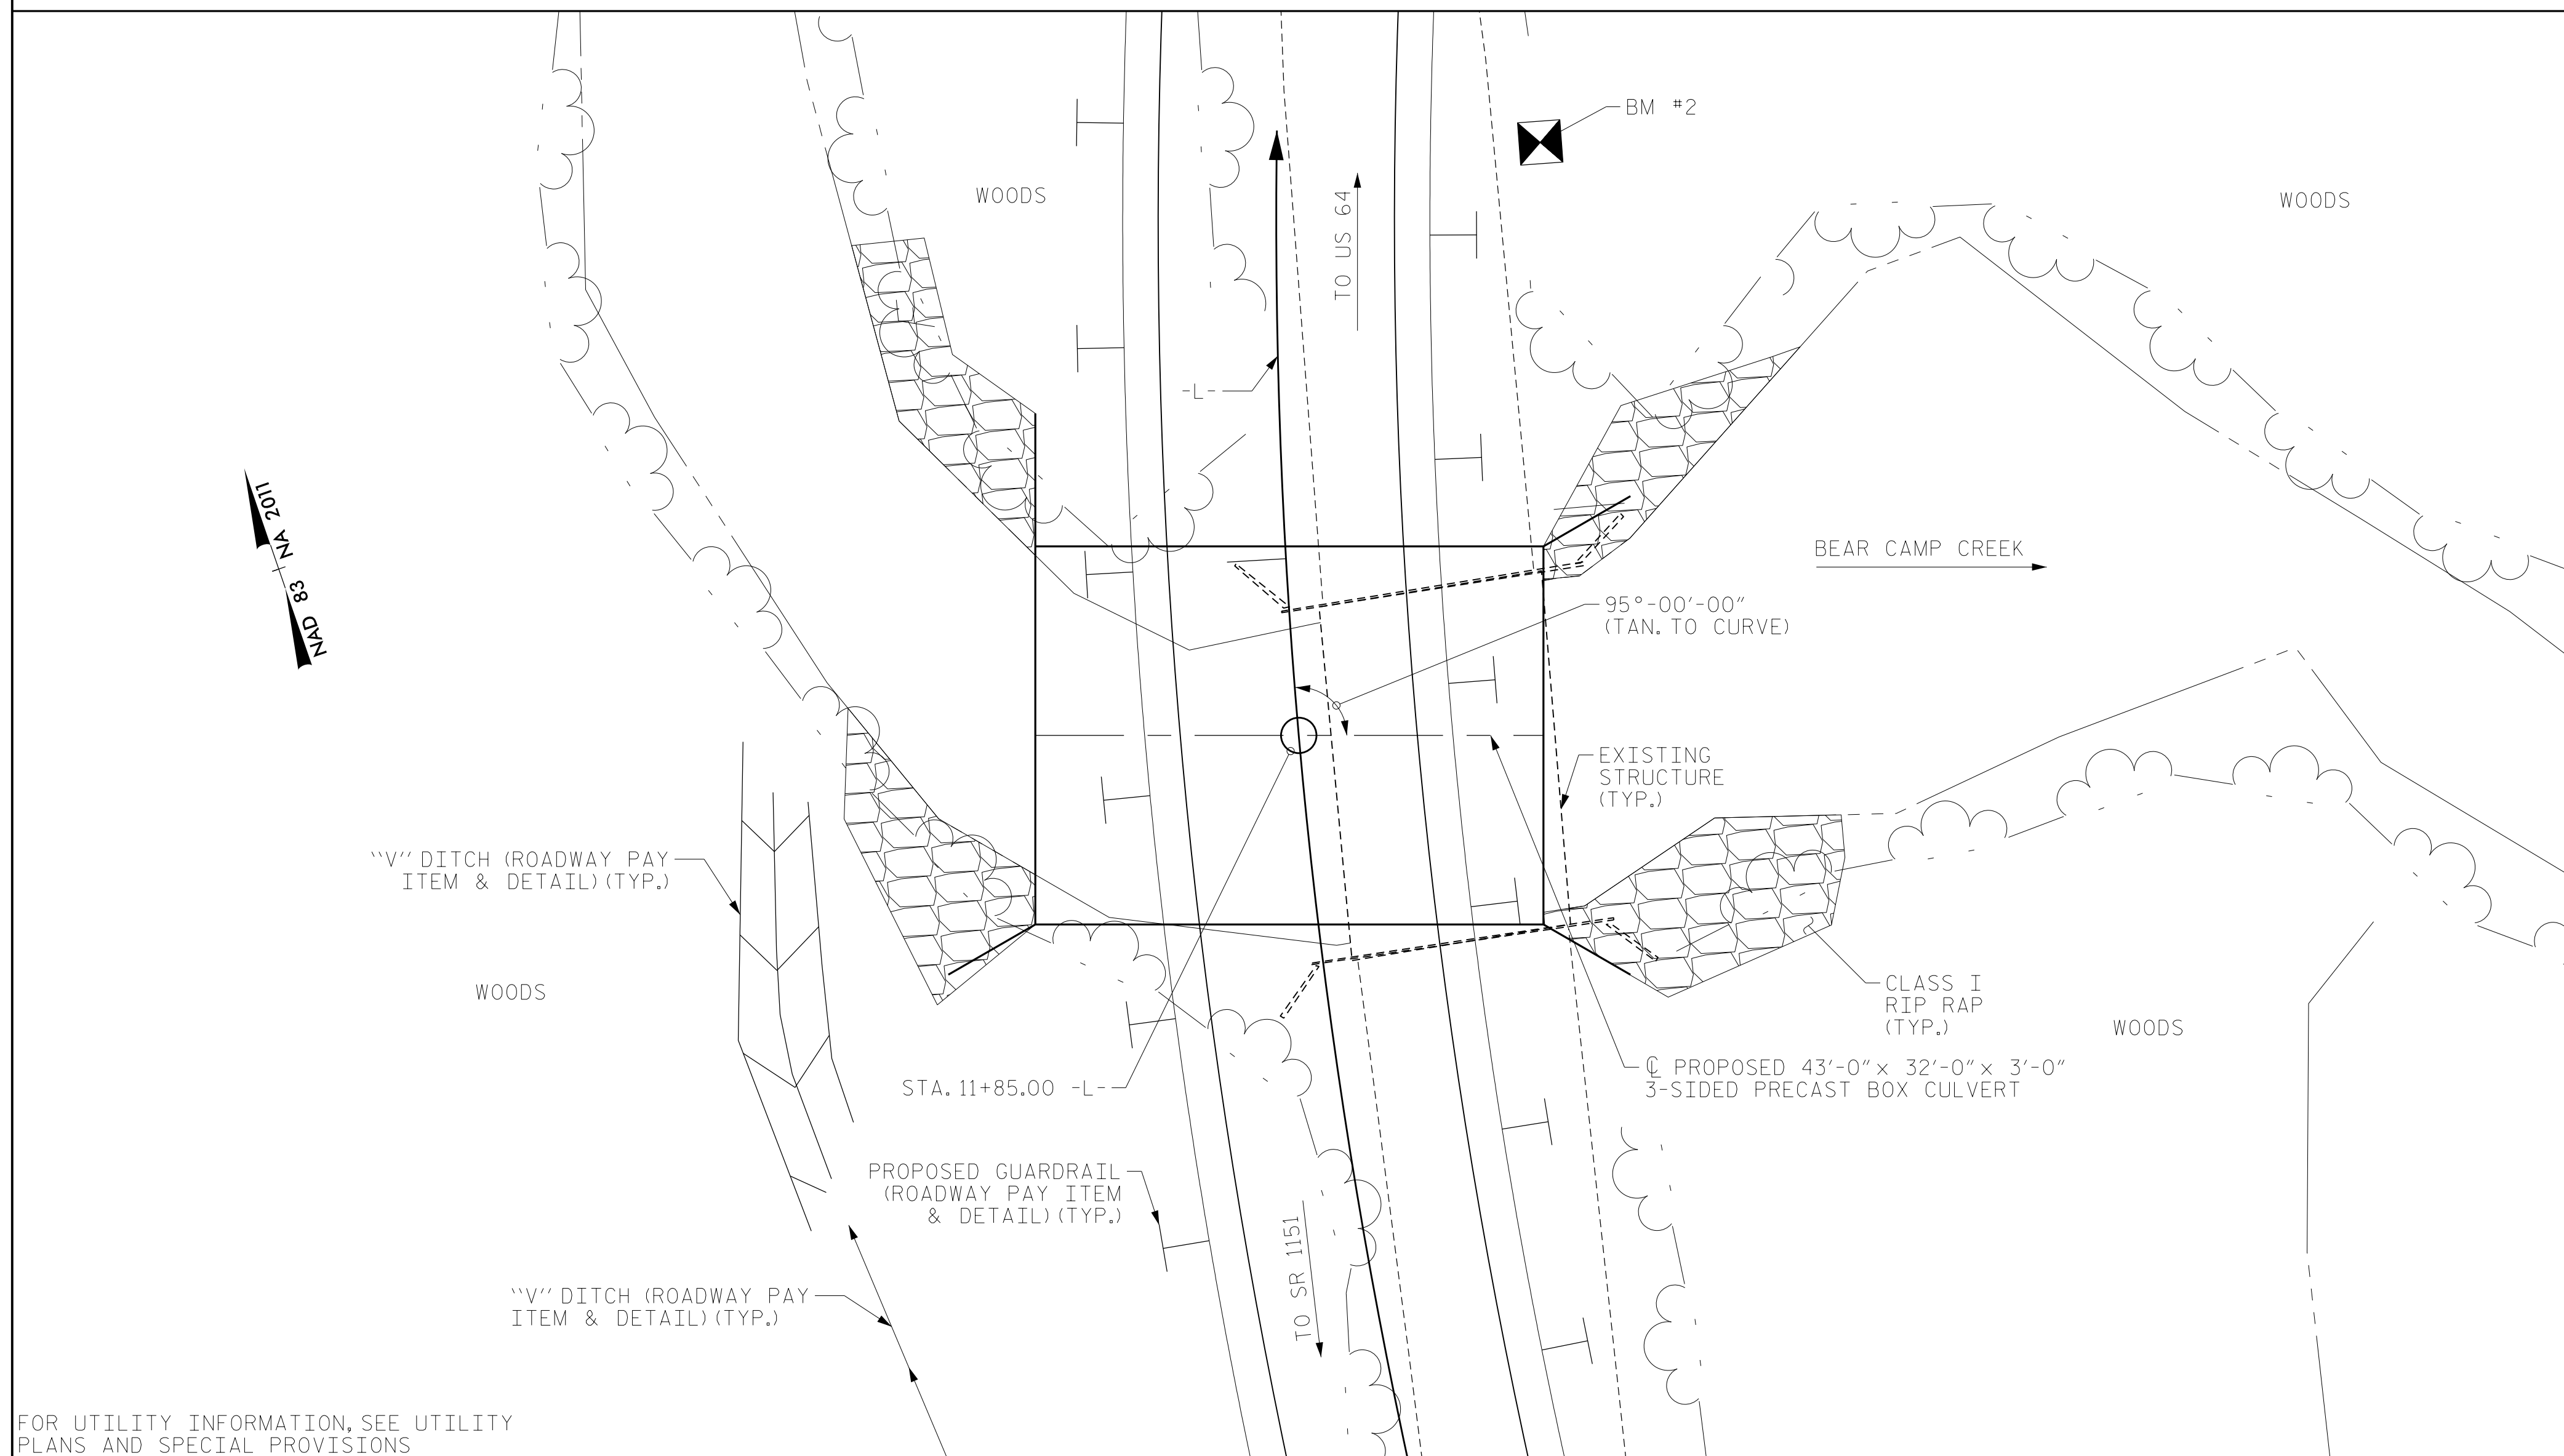 BM #2
WOODS
WOODS
TO US 64
-L-
NAD 83
NA 2011
BEAR CAMP CREEK
95°-00'-00"
(TAN. TO CURVE)
EXISTING
STRUCTURE
(TYP.)
``V'' DITCH (ROADWAY PAY
ITEM & DETAIL) (TYP.)
WOODS
CLASS I
RIP RAP
(TYP.)
WOODS
STA. 11+85.00 -L-
℄ PROPOSED 43'-0" x 32'-0" x 3'-0"
3-SIDED PRECAST BOX CULVERT
PROPOSED GUARDRAIL
(ROADWAY PAY ITEM
& DETAIL) (TYP.)
TO SR 1151
``V'' DITCH (ROADWAY PAY
ITEM & DETAIL) (TYP.)
FOR UTILITY INFORMATION, SEE UTILITY
PLANS AND SPECIAL PROVISIONS